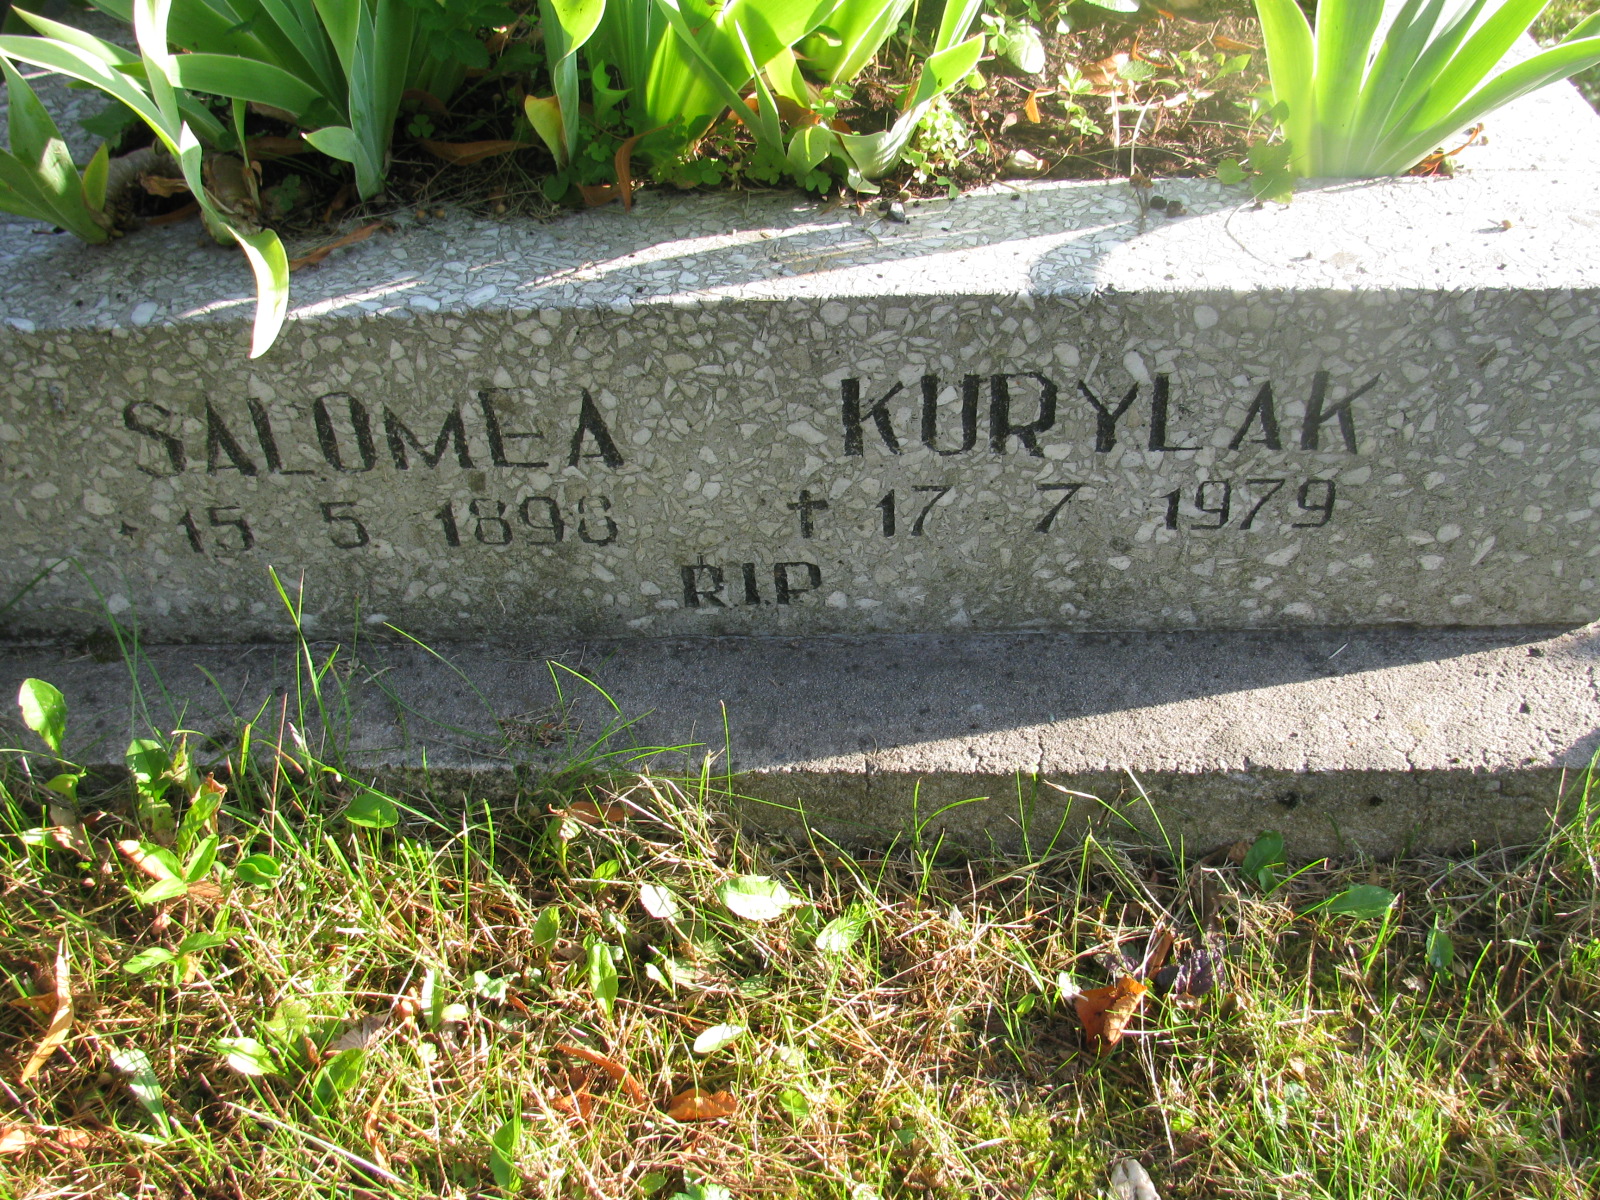 SALOMEA KURYLAK
* 15 5 1898 † 17 7 1979
R.I.P